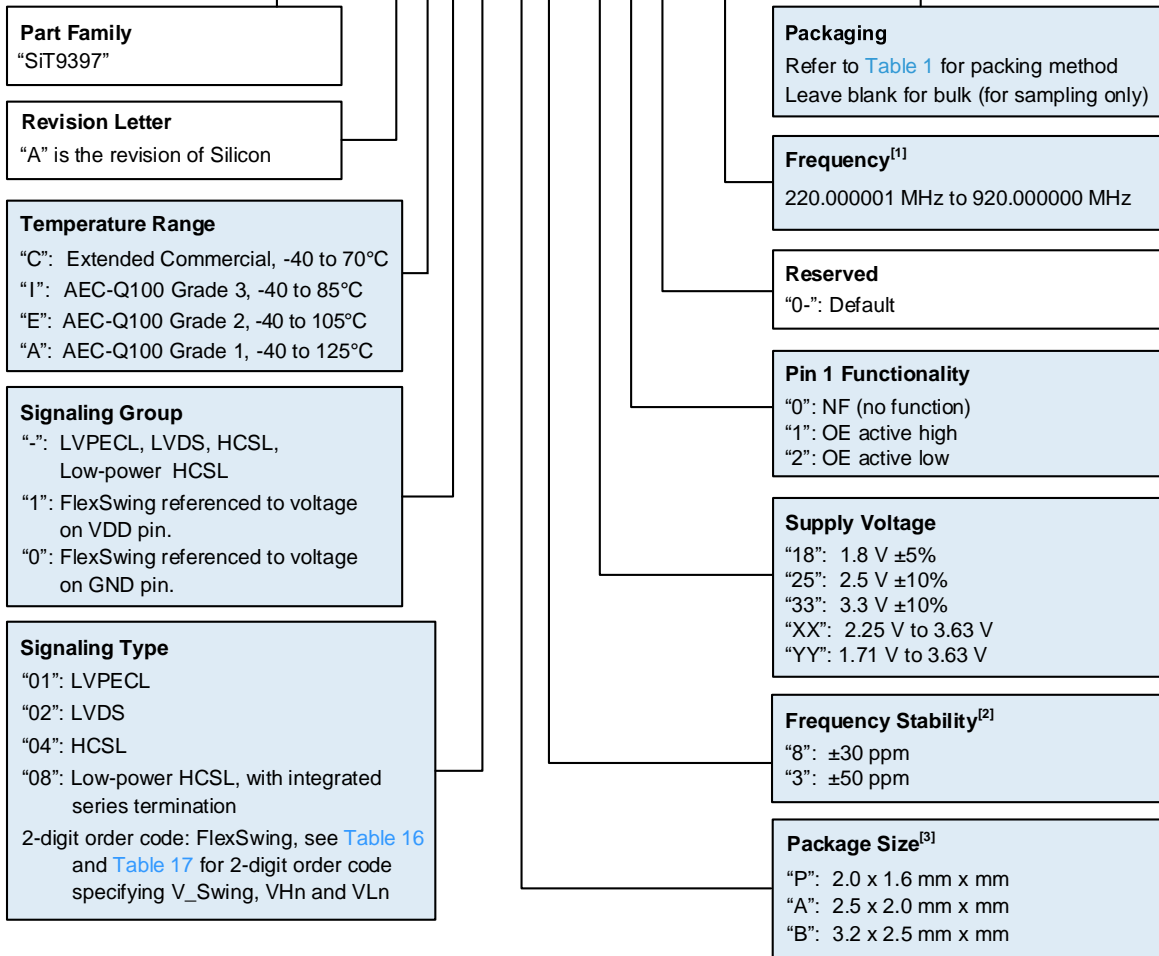 Part Family
“SiT9397”
Revision Letter
“A” is the revision of Silicon
Temperature Range
“C”: Extended Commercial, -40 to 70°C
“I”: AEC-Q100 Grade 3, -40 to 85°C
“E”: AEC-Q100 Grade 2, -40 to 105°C
“A”: AEC-Q100 Grade 1, -40 to 125°C
Signaling Group
“-”: LVPECL, LVDS, HCSL,
Low-power HCSL
“1”: FlexSwing referenced to voltage
on VDD pin.
“0”: FlexSwing referenced to voltage
on GND pin.
Signaling Type
“01”: LVPECL
“02”: LVDS
“04”: HCSL
“08”: Low-power HCSL, with integrated
series termination
2-digit order code: FlexSwing, see Table 16
and Table 17 for 2-digit order code
specifying V_Swing, VHn and VLn
Packaging
Refer to Table 1 for packing method
Leave blank for bulk (for sampling only)
Frequency[1]
220.000001 MHz to 920.000000 MHz
Reserved
“0-”: Default
Pin 1 Functionality
“0”: NF (no function)
“1”: OE active high
“2”: OE active low
Supply Voltage
“18”: 1.8 V ±5%
“25”: 2.5 V ±10%
“33”: 3.3 V ±10%
“XX”: 2.25 V to 3.63 V
“YY”: 1.71 V to 3.63 V
Frequency Stability[2]
“8”: ±30 ppm
“3”: ±50 ppm
Package Size[3]
“P”: 2.0 x 1.6 mm x mm
“A”: 2.5 x 2.0 mm x mm
“B”: 3.2 x 2.5 mm x mm